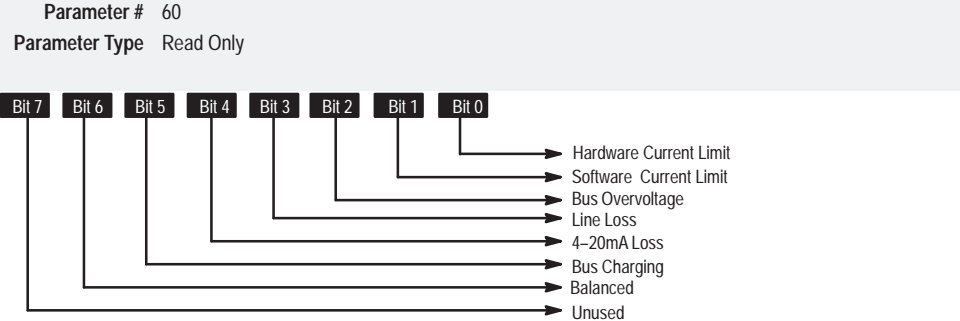 Parameter # 60
Parameter Type Read Only
Bit 7 Bit 6 Bit 5 Bit 4 Bit 3 Bit 2 Bit 1 Bit 0
Hardware Current Limit
Software Current Limit
Bus Overvoltage
Line Loss
4–20mA Loss
Bus Charging
Balanced
Unused